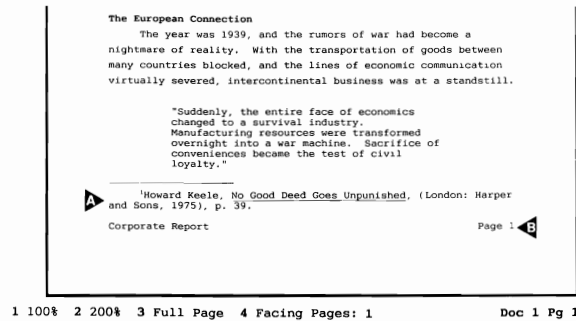 The European Connection
The year was 1939, and the rumors of war had become a
nightmare of reality. With the transportation of goods between
many countries blocked, and the lines of economic communication
virtually severed, intercontinental business was at a standstill.
"Suddenly, the entire face of economics
changed to a survival industry.
Manufacturing resources were transformed
overnight into a war machine. Sacrifice of
conveniences became the test of civil
loyalty."
A
1Howard Keele, No Good Deed Goes Unpunished, (London: Harper
and Sons, 1975), p. 39.
Corporate Report Page 1 B
1 100% 2 200% 3 Full Page 4 Facing Pages: 1 Doc 1 Pg 1